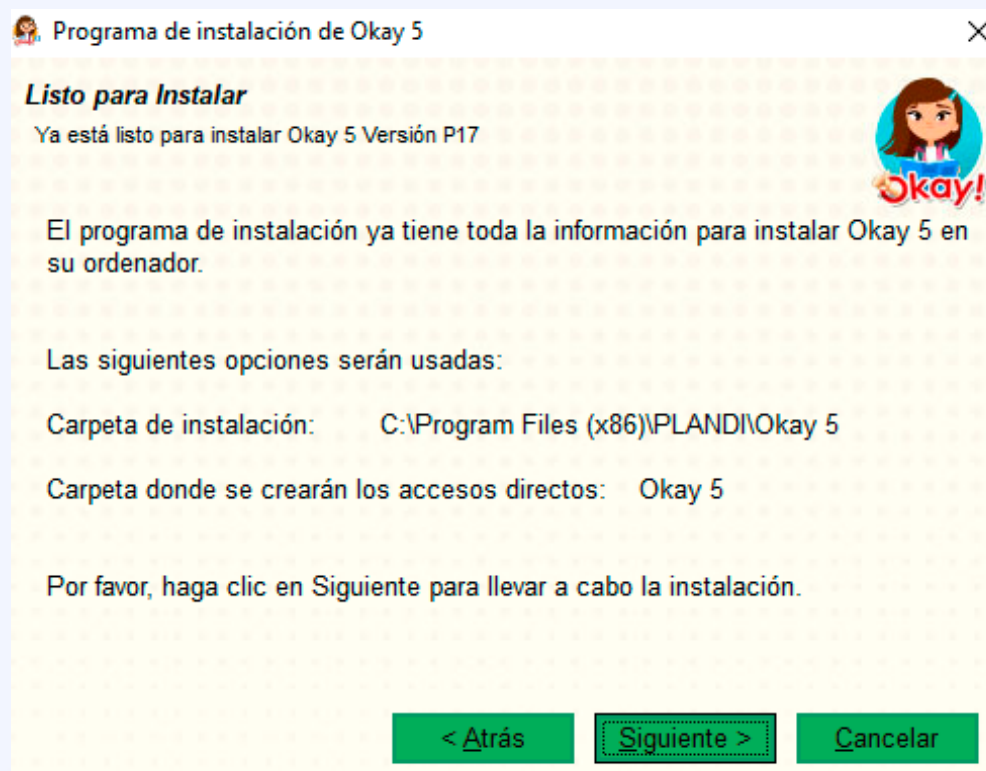 Programa de instalación de Okay 5
Listo para Instalar
Ya está listo para instalar Okay 5 Versión P17
Okay!
El programa de instalación ya tiene toda la información para instalar Okay 5 en
su ordenador.
Las siguientes opciones serán usadas:
Carpeta de instalación: C:\Program Files (x86)\PLANDI\Okay 5
Carpeta donde se crearán los accesos directos: Okay 5
Por favor, haga clic en Siguiente para llevar a cabo la instalación.
< Atrás Siguiente > Cancelar